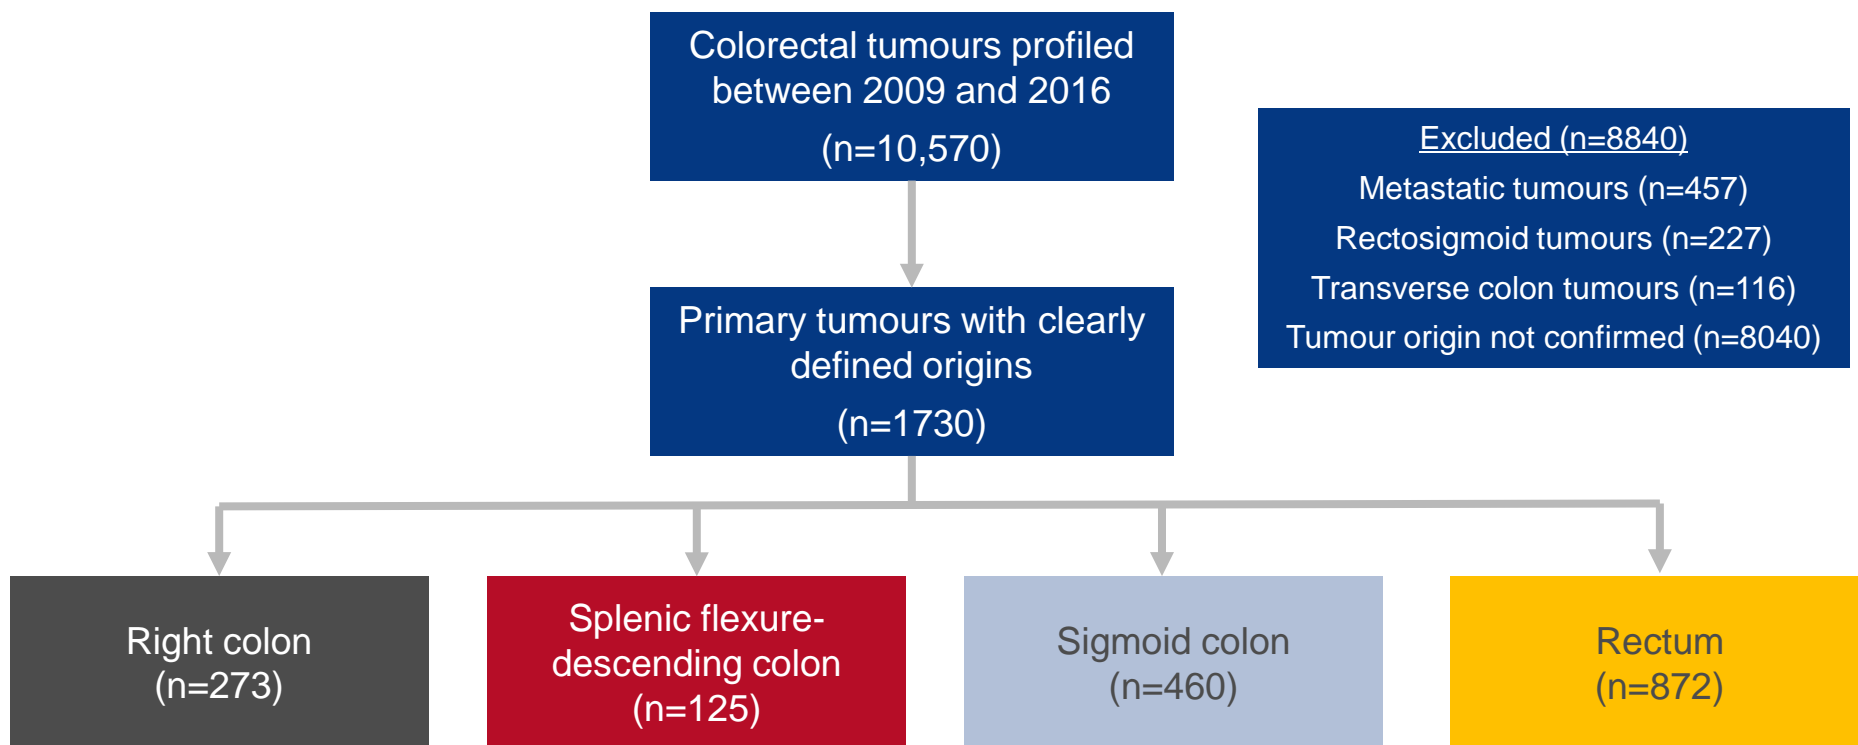 Colorectal tumours profiled
between 2009 and 2016
(n=10,570)
Excluded (n=8840)
Metastatic tumours (n=457)
Rectosigmoid tumours (n=227)
Transverse colon tumours (n=116)
Tumour origin not confirmed (n=8040)
Primary tumours with clearly
defined origins
(n=1730)
Right colon
(n=273)
Splenic flexure-
descending colon
(n=125)
Sigmoid colon
(n=460)
Rectum
(n=872)